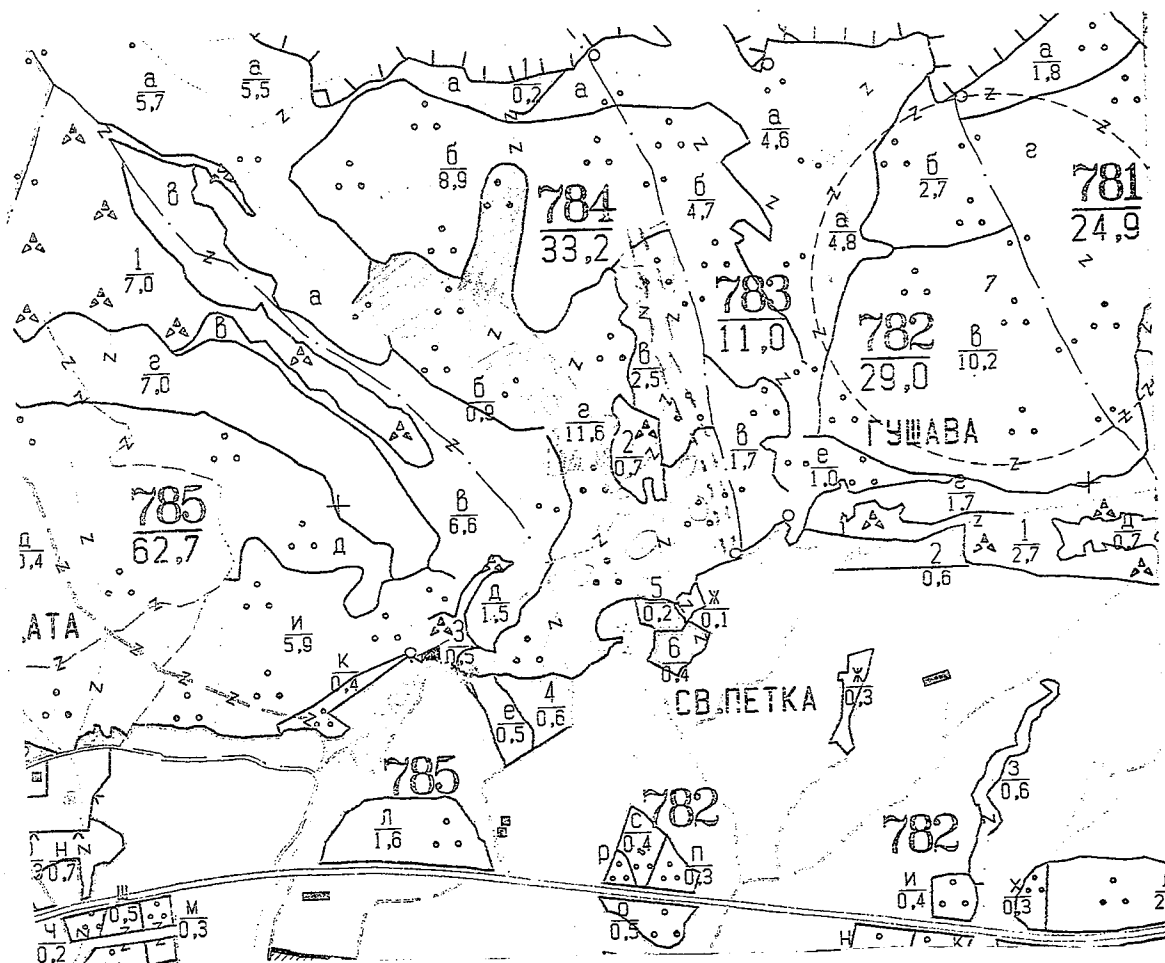 а
5,7
а
5,5
а
1
0,2
а
а
4,6
а
1,8
б
8,9
784
33,2
б
4,7
б
2,7
г
781
24,9
в
а
4,8
1
7,0
а
783
11,0
782
29,0
в
10,2
7
в
г
7,0
в
2,5
б
0,9
г
11,6
2
0,7
в
1,7
ГУШАВА
е
1,0
785
62,7
д
в
6,6
г
1,7
1
2,7
д
0,7
2
0,6
д
1,5
5
0,2
ж
0,1
АТА
и
5,9
3
0,5
6
0,4
к
0,4
е
0,5
4
0,6
СВ.ПЕТКА
ж
0,3
785
782
782
з
0,6
л
1,6
с
0,4
р
п
0,3
н
0,7
и
0,4
х
0,3
ш
0,5
м
0,3
о
0,5
ч
0,2
н
к